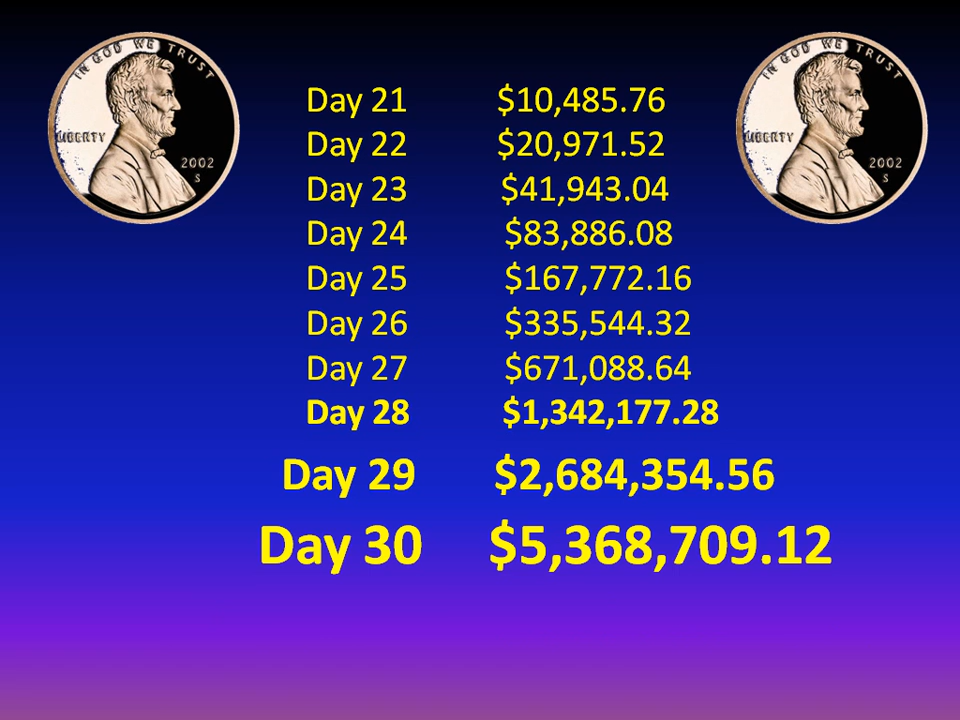 IN GOD WE TRUST
LIBERTY
2002
S
IN GOD WE TRUST
LIBERTY
2002
S
Day 21 $10,485.76
Day 22 $20,971.52
Day 23 $41,943.04
Day 24 $83,886.08
Day 25 $167,772.16
Day 26 $335,544.32
Day 27 $671,088.64
Day 28 $1,342,177.28
Day 29 $2,684,354.56
Day 30 $5,368,709.12